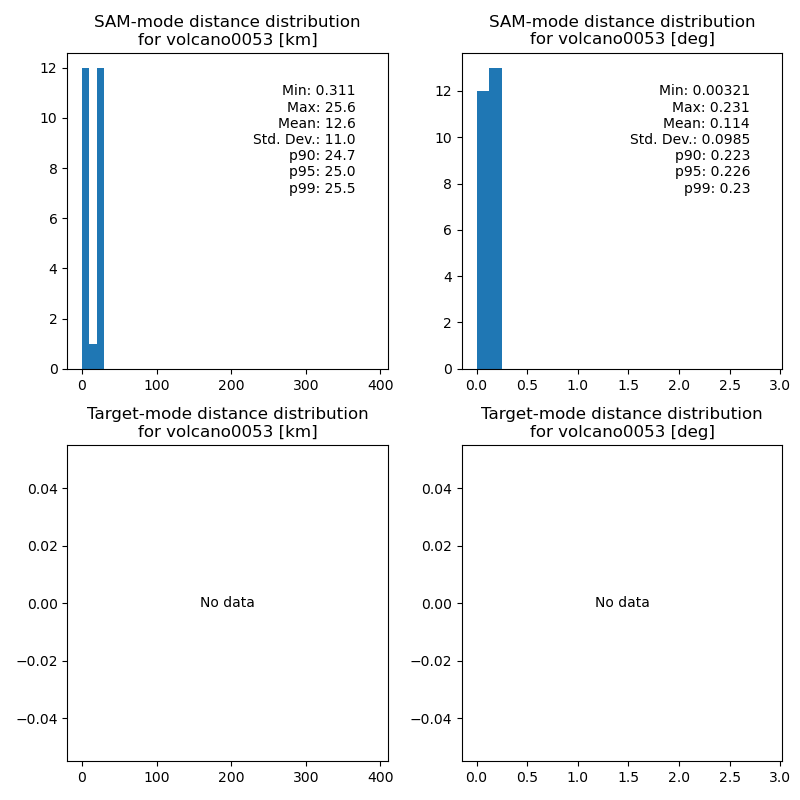 SAM-mode distance distribution
for volcano0053 [km]
12
10
8
6
4
2
0
0 100 200 300 400
Min: 0.311
Max: 25.6
Mean: 12.6
Std. Dev.: 11.0
p90: 24.7
p95: 25.0
p99: 25.5
SAM-mode distance distribution
for volcano0053 [deg]
12
10
8
6
4
2
0
0.0 0.5 1.0 1.5 2.0 2.5 3.0
Min: 0.00321
Max: 0.231
Mean: 0.114
Std. Dev.: 0.0985
p90: 0.223
p95: 0.226
p99: 0.23
Target-mode distance distribution
for volcano0053 [km]
0.04
0.02
0.00
−0.02
−0.04
No data
0 100 200 300 400
Target-mode distance distribution
for volcano0053 [deg]
0.04
0.02
0.00
−0.02
−0.04
No data
0.0 0.5 1.0 1.5 2.0 2.5 3.0